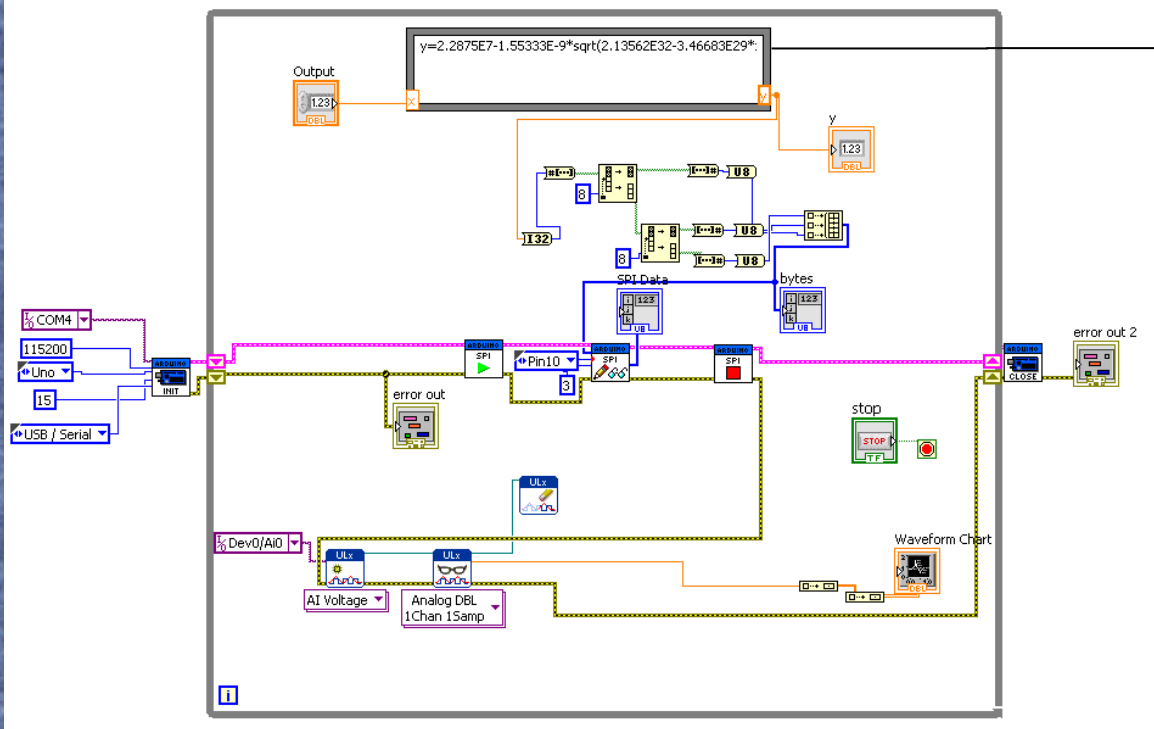 y=2.2875E7-1.55333E-9*sqrt(2.13562E32-3.46683E29*:
Output
1.23
DBL
x
y
y
1.23
DBL
#[...]
8
[...]#
U8
I32
8
[...]#
U8
[...]#
U8
SPI Data
123
U8
bytes
123
U8
COM4
115200
Uno
15
USB / Serial
ARDUINO
INIT
ARDUINO
SPI
Pin10
3
ARDUINO
SPI
ARDUINO
SPI
ARDUINO
CLOSE
error out 2
error out
stop
STOP
TF
ULx
Dev0/Ai0
ULx
AI Voltage
ULx
Analog DBL
1Chan 1Samp
Waveform Chart
DBL
i